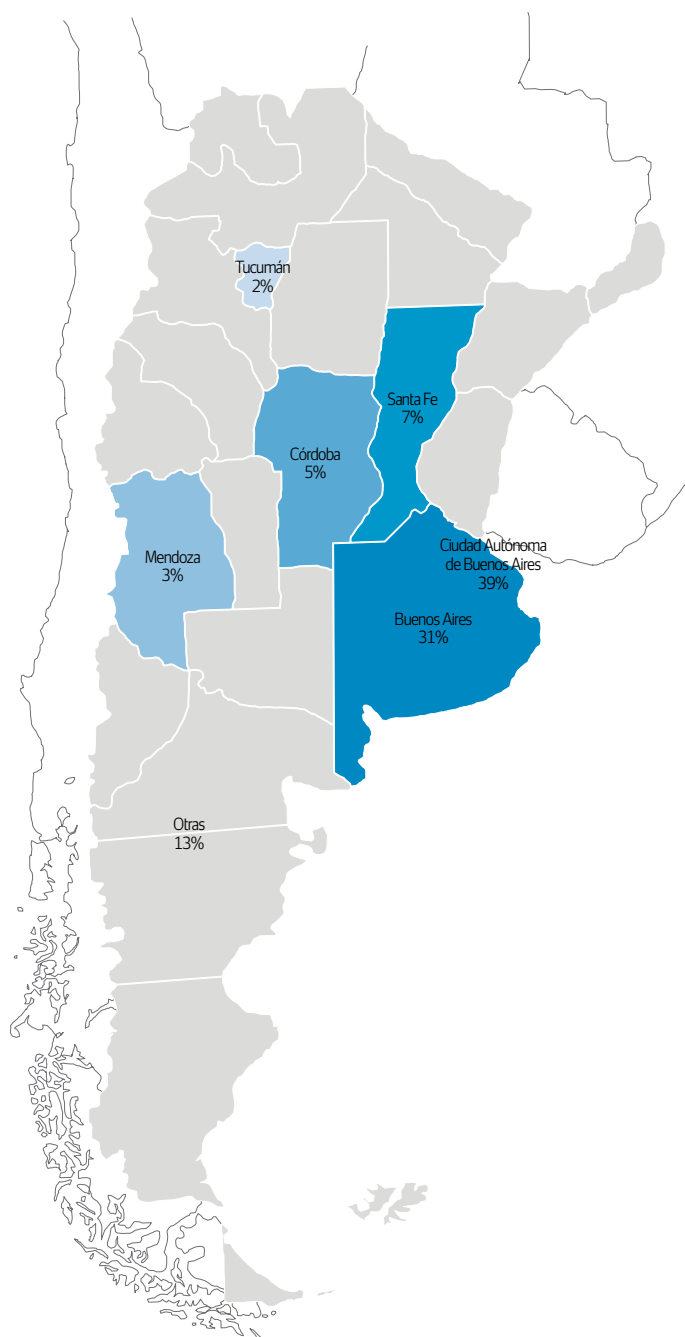 Tucumán
2%
Santa Fe
7%
Córdoba
5%
Ciudad Autónoma
de Buenos Aires
39%
Mendoza
3%
Buenos Aires
31%
Otras
13%